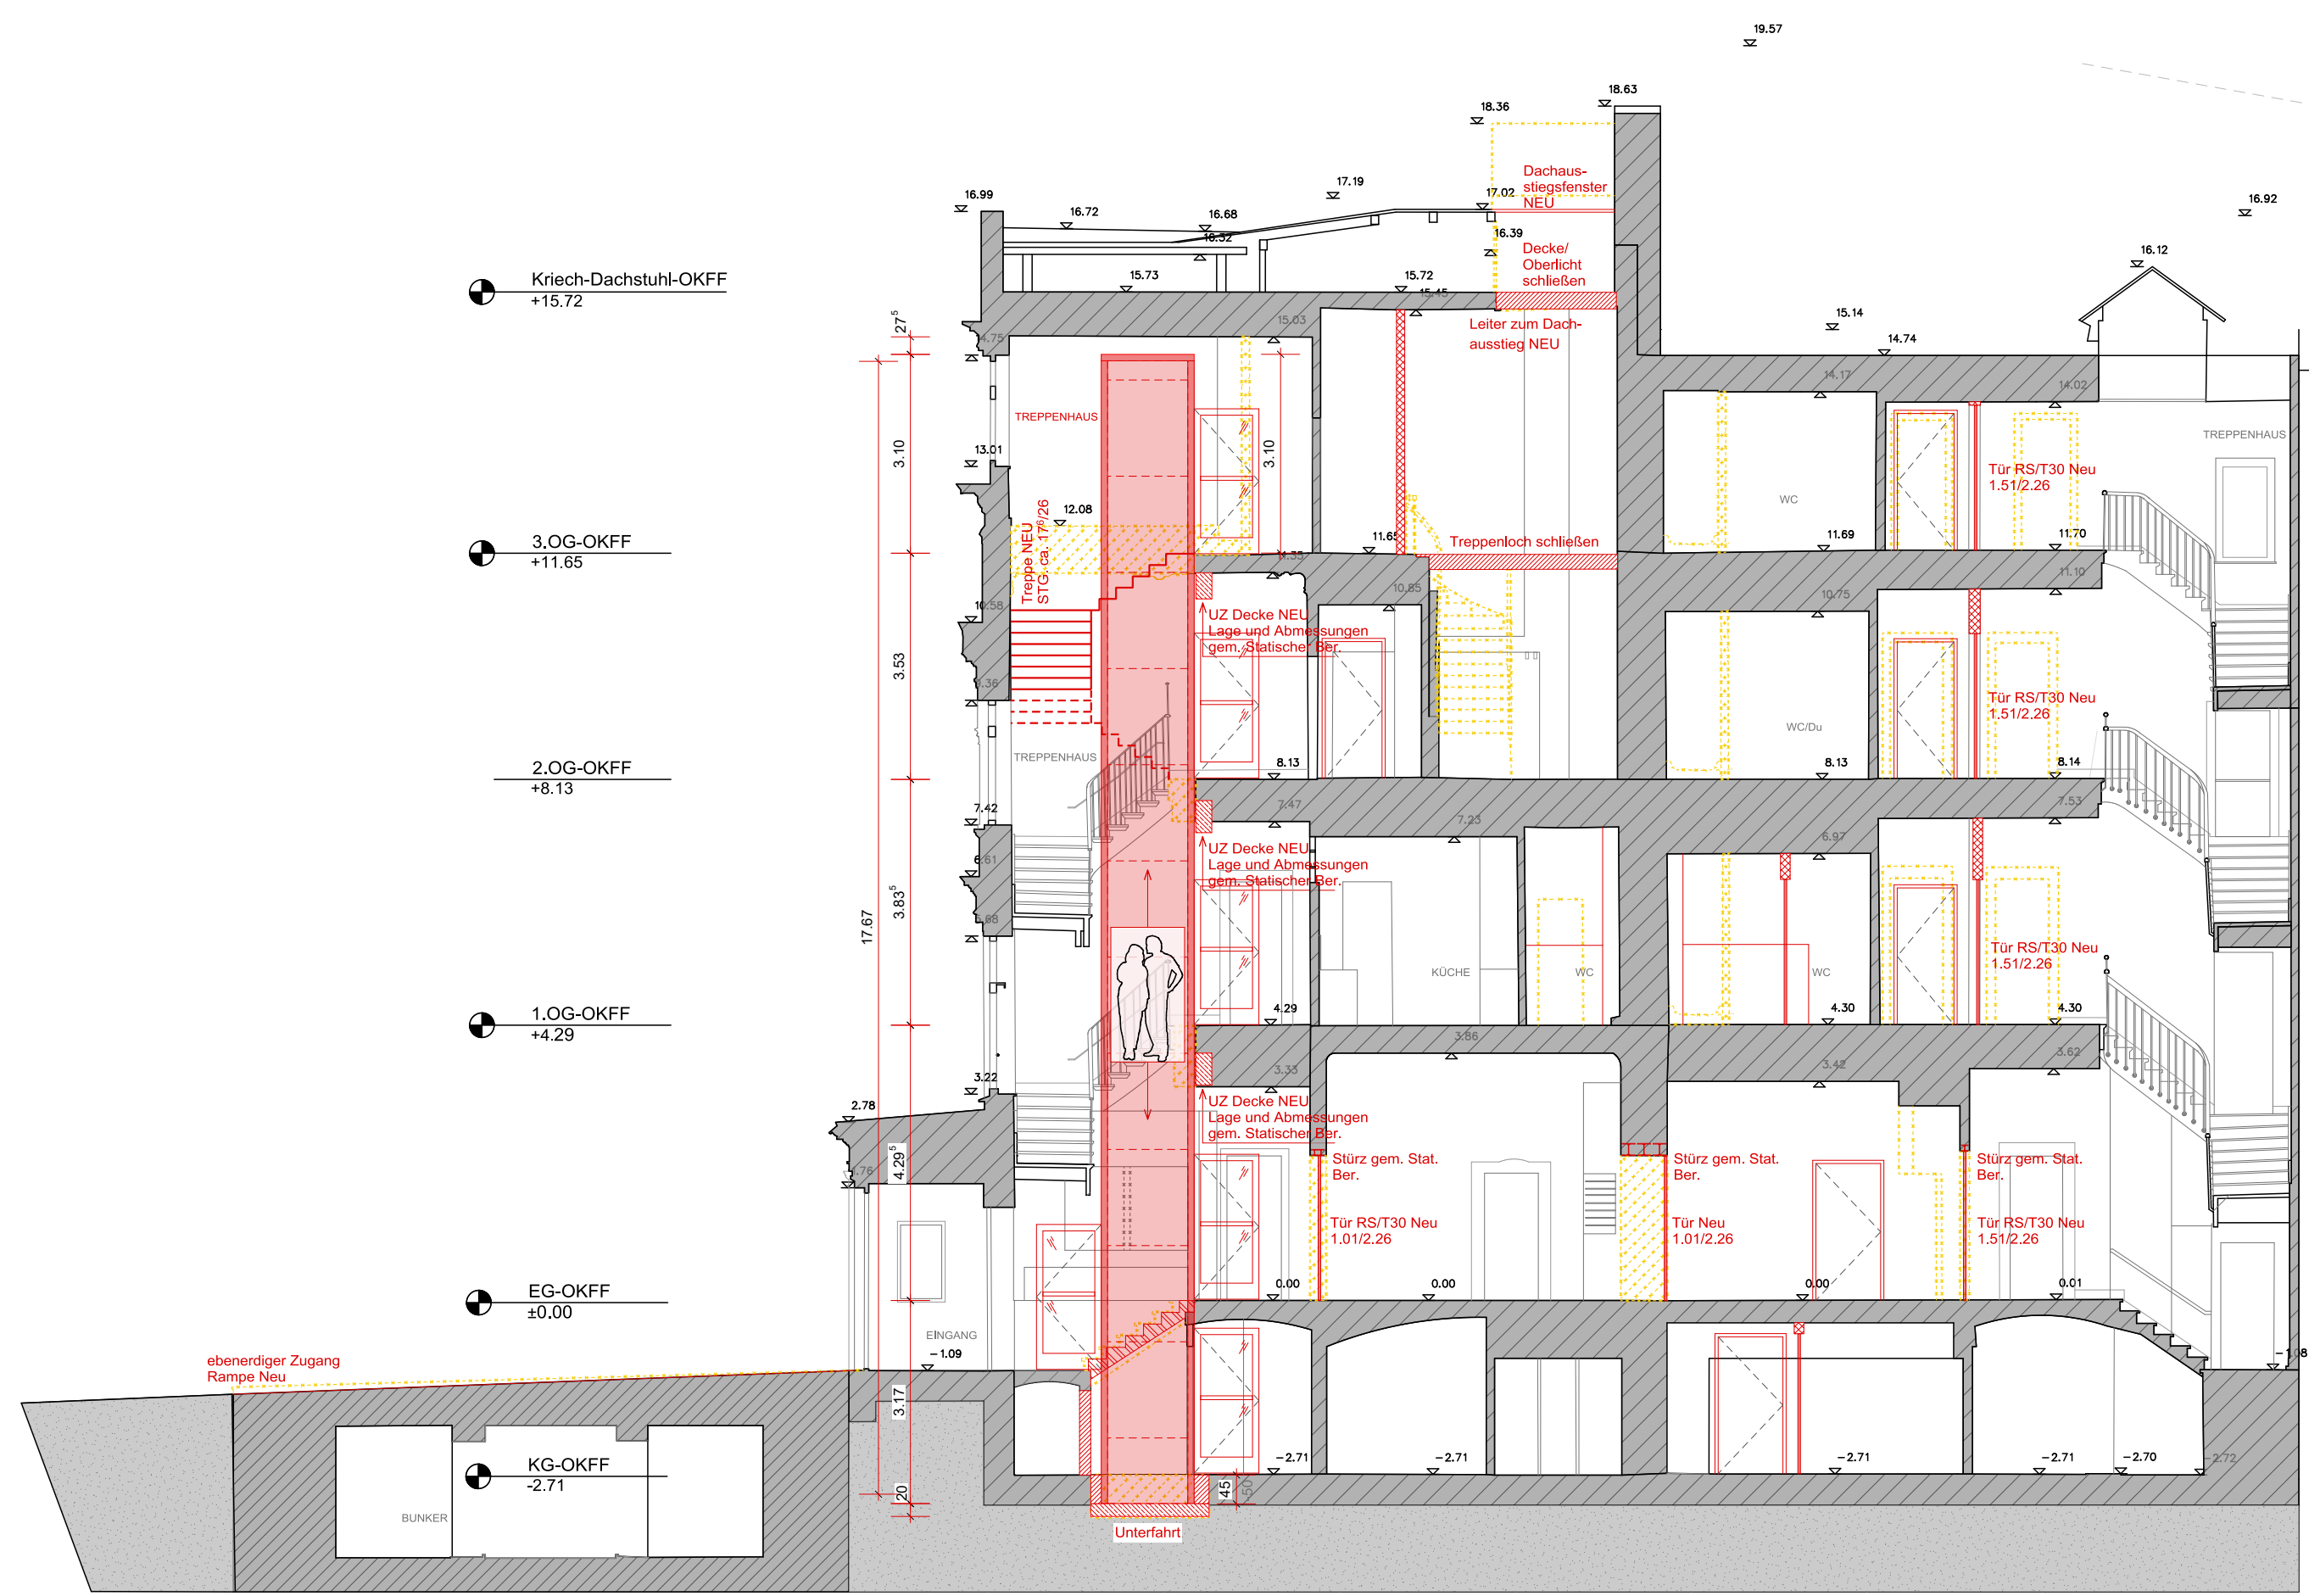 19.57
18.63
18.36
Dachaus-
stiegsfenster
NEU
17.19
17.02
16.99
16.72
16.68
16.92
16.39
16.12
Decke/
Oberlicht
schließen
Kriech-Dachstuhl-OKFF
+15.72
15.73
15.72
15.45
15.03
Leiter zum Dach-
ausstieg NEU
15.14
14.74
27⁵
14.17
14.02
TREPPENHAUS
TREPPENHAUS
3.10
3.10
13.01
Tür RS/T30 Neu
1.51/2.26
WC
12.08
Treppe NEU
STG. ca. 17⁶/26
3.OG-OKFF
+11.65
11.65
Treppenloch schließen
11.69
11.70
11.35
11.10
10.85
10.75
10.58
UZ Decke NEU
Lage und Abmessungen
gem. Statischer Ber.
3.53
Tür RS/T30 Neu
1.51/2.26
WC/Du
TREPPENHAUS
2.OG-OKFF
+8.13
8.13
8.13
8.14
7.47
7.23
7.53
7.42
6.97
6.61
UZ Decke NEU
Lage und Abmessungen
gem. Statischer Ber.
3.83⁵
17.67
Tür RS/T30 Neu
1.51/2.26
KÜCHE
WC
WC
1.OG-OKFF
+4.29
4.29
4.30
4.30
3.86
3.62
3.42
3.33
3.22
2.78
UZ Decke NEU
Lage und Abmessungen
gem. Statischer Ber.
4.29⁵
Stürz gem. Stat.
Ber.
Stürz gem. Stat.
Ber.
Stürz gem. Stat.
Ber.
Tür RS/T30 Neu
1.01/2.26
Tür Neu
1.01/2.26
Tür RS/T30 Neu
1.51/2.26
EG-OKFF
±0.00
0.00
0.00
0.00
0.01
EINGANG
-1.09
ebenerdiger Zugang
Rampe Neu
3.17
KG-OKFF
-2.71
-2.71
-2.71
-2.71
-2.71
-2.70
-2.72
BUNKER
20
45
50
Unterfahrt